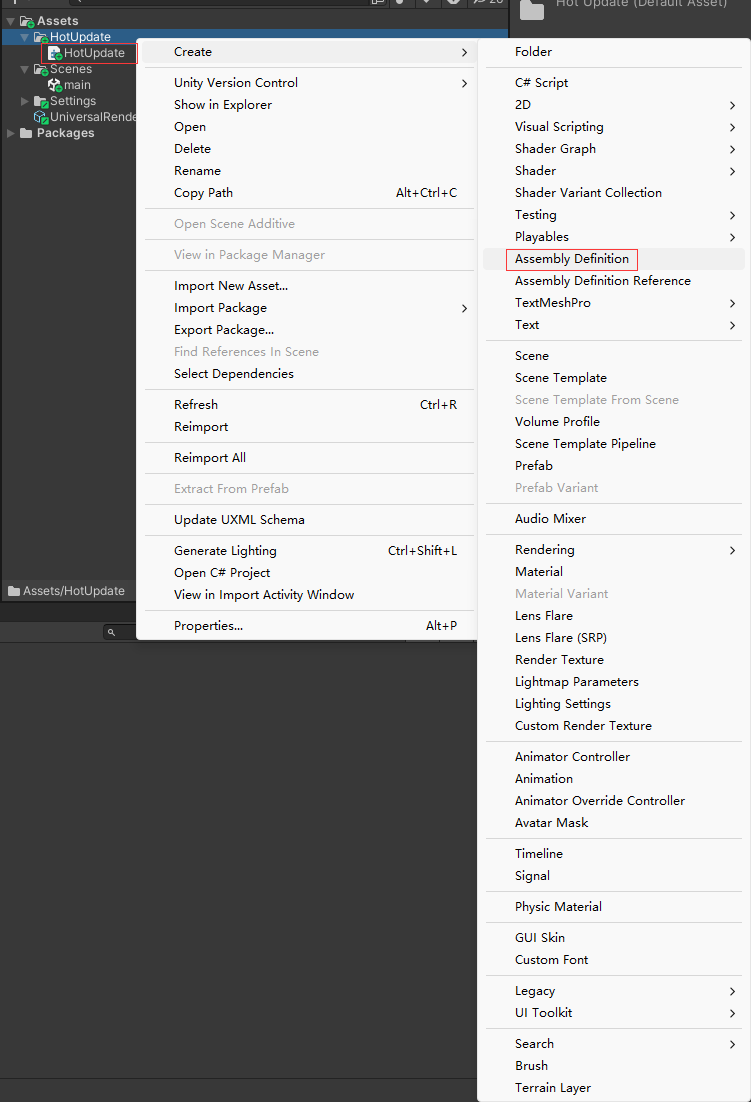 20
Hot Update (Default Asset)
Assets
HotUpdate
HotUpdate
Scenes
main
Settings
UniversalRende
Packages
Assets/HotUpdate
Create
Unity Version Control
Show in Explorer
Open
Delete
Rename
Copy Path Alt+Ctrl+C
Open Scene Additive
View in Package Manager
Import New Asset...
Import Package
Export Package...
Find References In Scene
Select Dependencies
Refresh Ctrl+R
Reimport
Reimport All
Extract From Prefab
Update UXML Schema
Generate Lighting Ctrl+Shift+L
Open C# Project
View in Import Activity Window
Properties... Alt+P
Folder
C# Script
2D
Visual Scripting
Shader Graph
Shader
Shader Variant Collection
Testing
Playables
Assembly Definition
Assembly Definition Reference
TextMeshPro
Text
Scene
Scene Template
Scene Template From Scene
Volume Profile
Scene Template Pipeline
Prefab
Prefab Variant
Audio Mixer
Rendering
Material
Material Variant
Lens Flare
Lens Flare (SRP)
Render Texture
Lightmap Parameters
Lighting Settings
Custom Render Texture
Animator Controller
Animation
Animator Override Controller
Avatar Mask
Timeline
Signal
Physic Material
GUI Skin
Custom Font
Legacy
UI Toolkit
Search
Brush
Terrain Layer